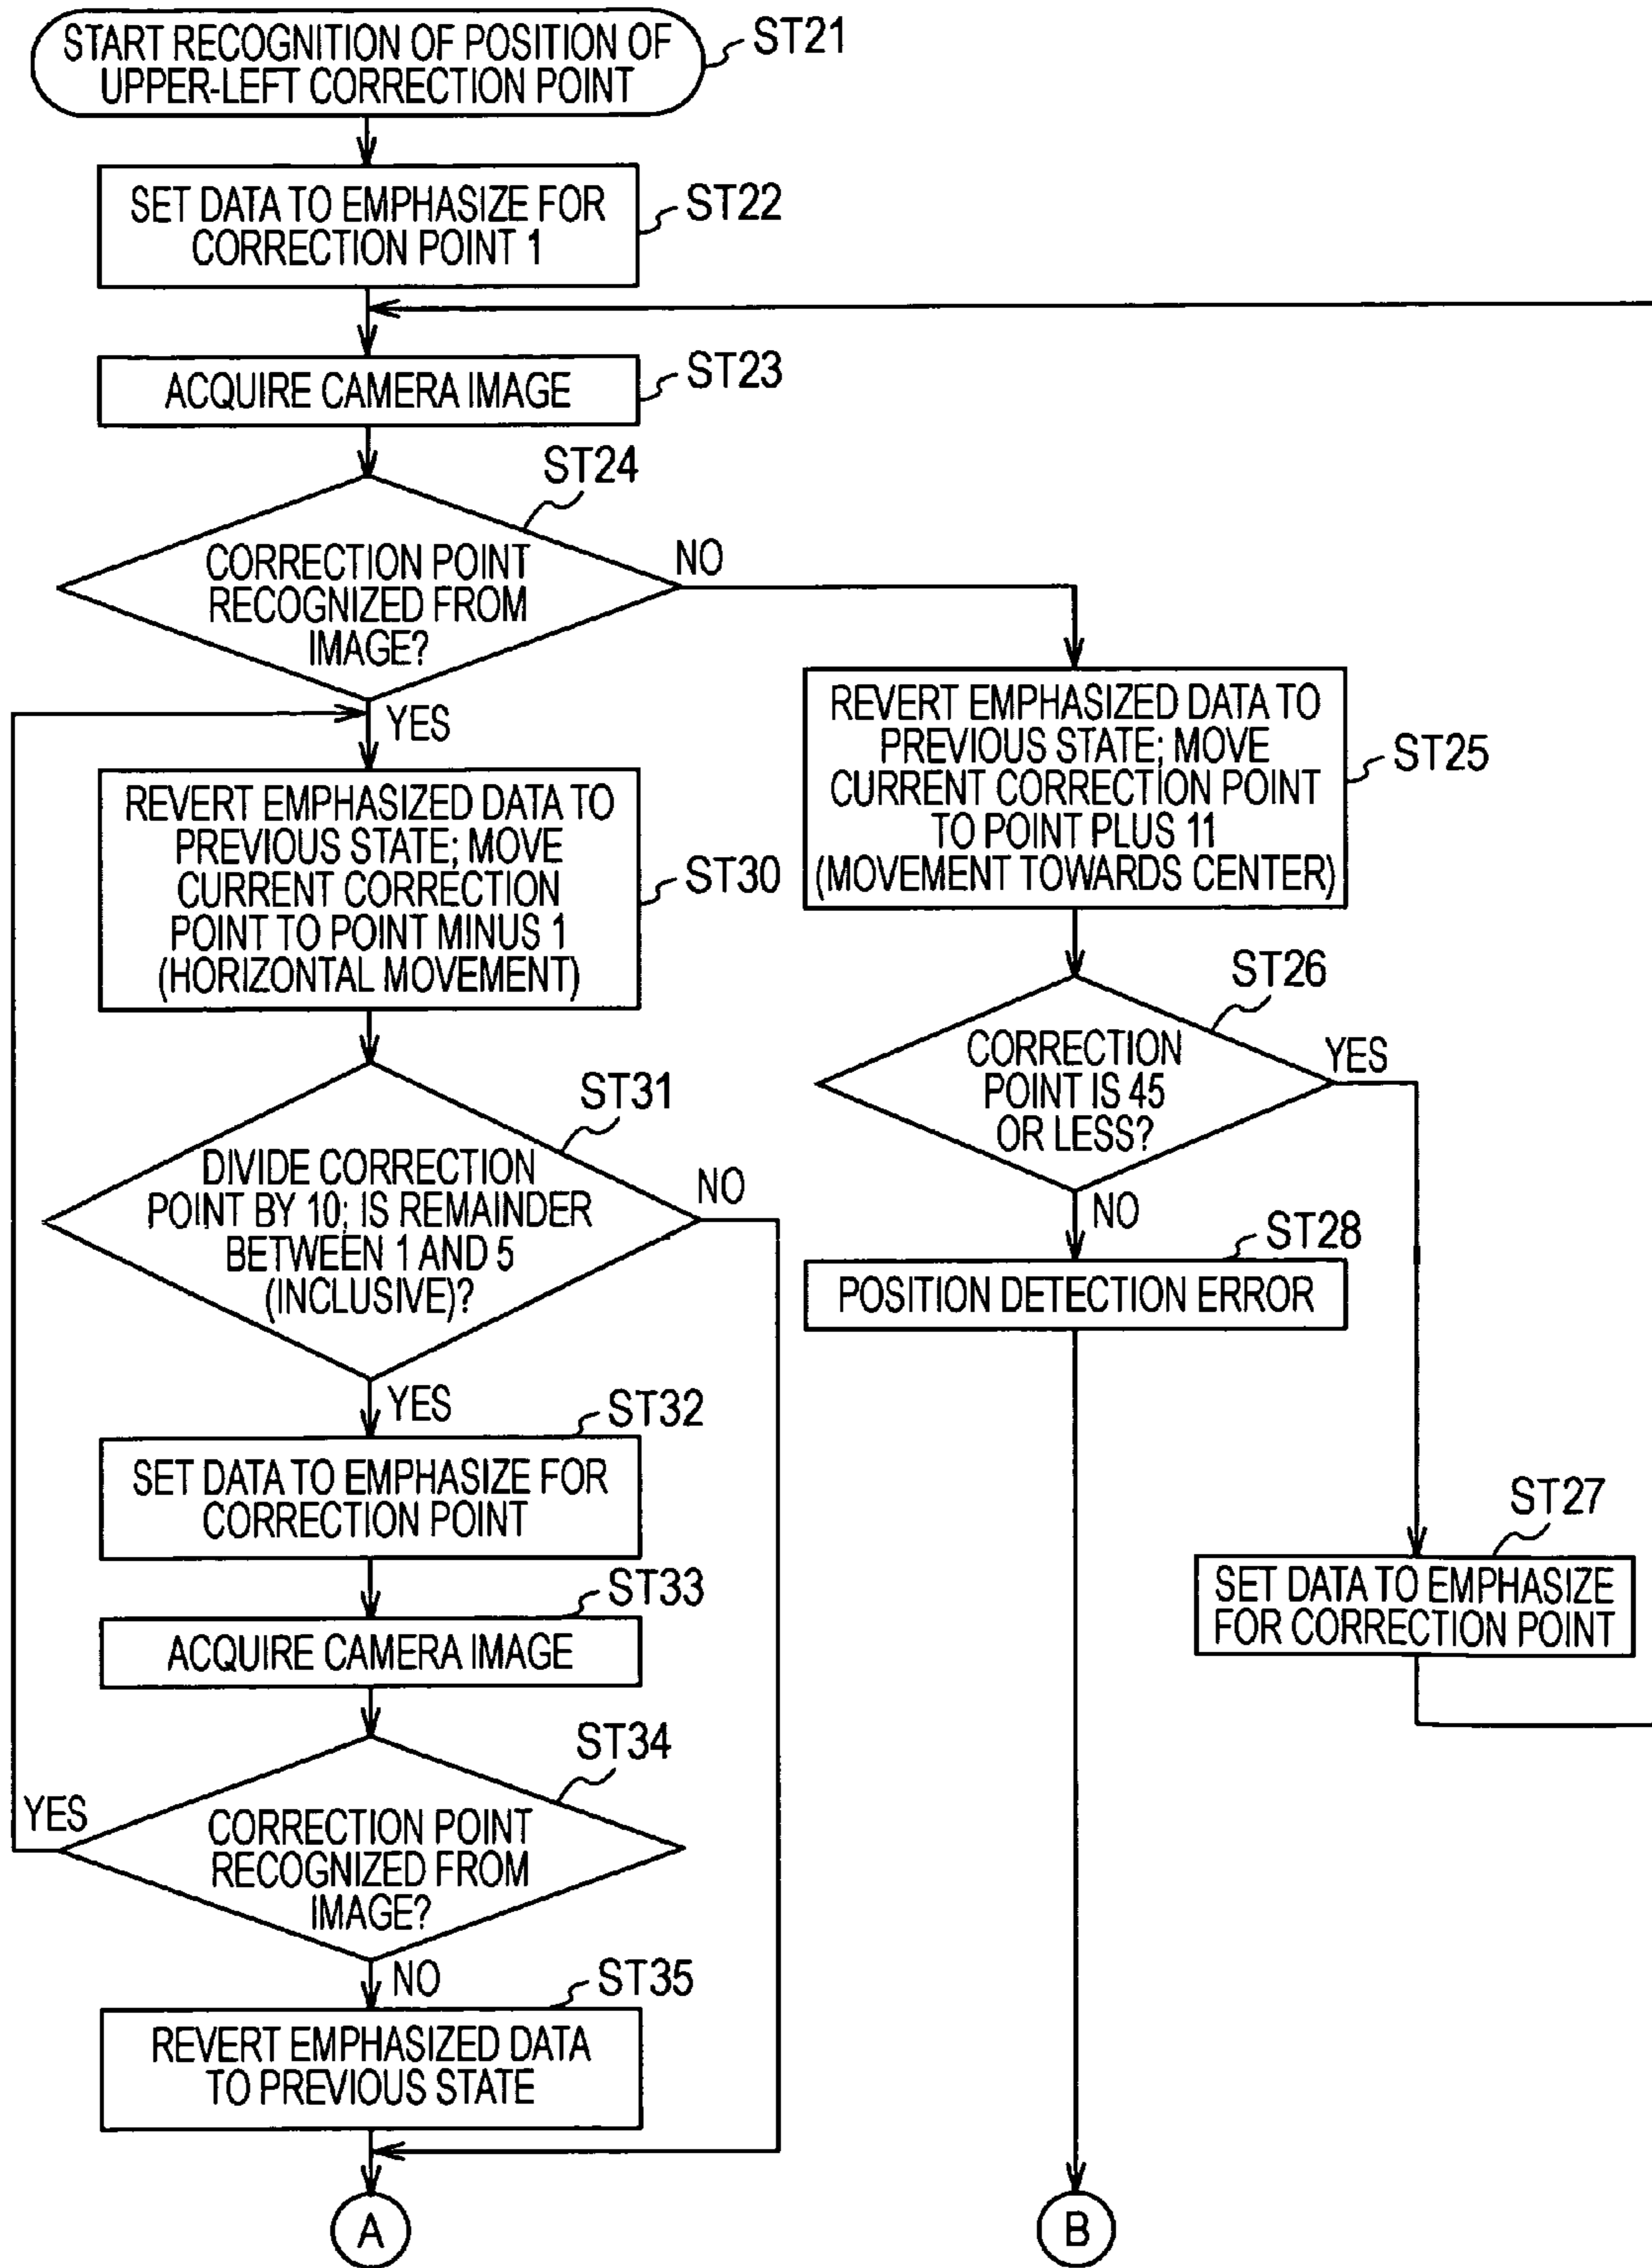 START RECOGNITION OF POSITION OF
UPPER-LEFT CORRECTION POINT
ST21
SET DATA TO EMPHASIZE FOR
CORRECTION POINT 1
ST22
ACQUIRE CAMERA IMAGE
ST23
ST24
CORRECTION POINT
RECOGNIZED FROM
IMAGE?
NO
YES
REVERT EMPHASIZED DATA TO
PREVIOUS STATE; MOVE
CURRENT CORRECTION POINT
TO POINT PLUS 11
(MOVEMENT TOWARDS CENTER)
ST25
REVERT EMPHASIZED DATA TO
PREVIOUS STATE; MOVE
CURRENT CORRECTION
POINT TO POINT MINUS 1
(HORIZONTAL MOVEMENT)
ST30
ST26
CORRECTION
POINT IS 45
OR LESS?
YES
NO
ST31
DIVIDE CORRECTION
POINT BY 10; IS REMAINDER
BETWEEN 1 AND 5
(INCLUSIVE)?
NO
YES
ST28
POSITION DETECTION ERROR
ST32
SET DATA TO EMPHASIZE FOR
CORRECTION POINT
ST27
SET DATA TO EMPHASIZE
FOR CORRECTION POINT
ST33
ACQUIRE CAMERA IMAGE
ST34
YES
CORRECTION POINT
RECOGNIZED FROM
IMAGE?
NO
ST35
REVERT EMPHASIZED DATA
TO PREVIOUS STATE
A
B